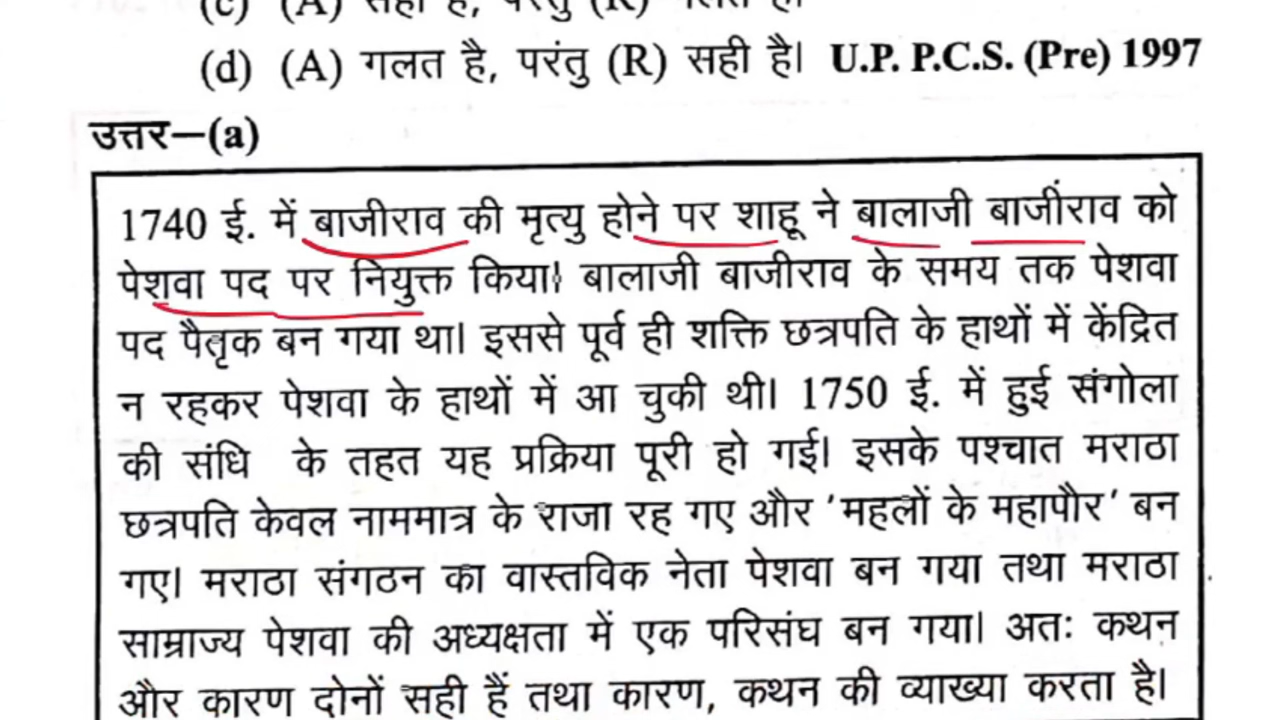 (c) (A) सही है, परंतु (R) गलत है।
(d) (A) गलत है, परंतु (R) सही है। U.P. P.C.S. (Pre) 1997
उत्तर—(a)
1740 ई. में बाजीराव की मृत्यु होने पर शाहू ने बालाजी बाजीराव को
पेशवा पद पर नियुक्त किया। बालाजी बाजीराव के समय तक पेशवा
पद पैतृक बन गया था। इससे पूर्व ही शक्ति छत्रपति के हाथों में केंद्रित
न रहकर पेशवा के हाथों में आ चुकी थी। 1750 ई. में हुई संगोला
की संधि के तहत यह प्रक्रिया पूरी हो गई। इसके पश्चात मराठा
छत्रपति केवल नाममात्र के राजा रह गए और 'महलों के महापौर' बन
गए। मराठा संगठन का वास्तविक नेता पेशवा बन गया तथा मराठा
साम्राज्य पेशवा की अध्यक्षता में एक परिसंघ बन गया। अतः कथन
और कारण दोनों सही हैं तथा कारण, कथन की व्याख्या करता है।